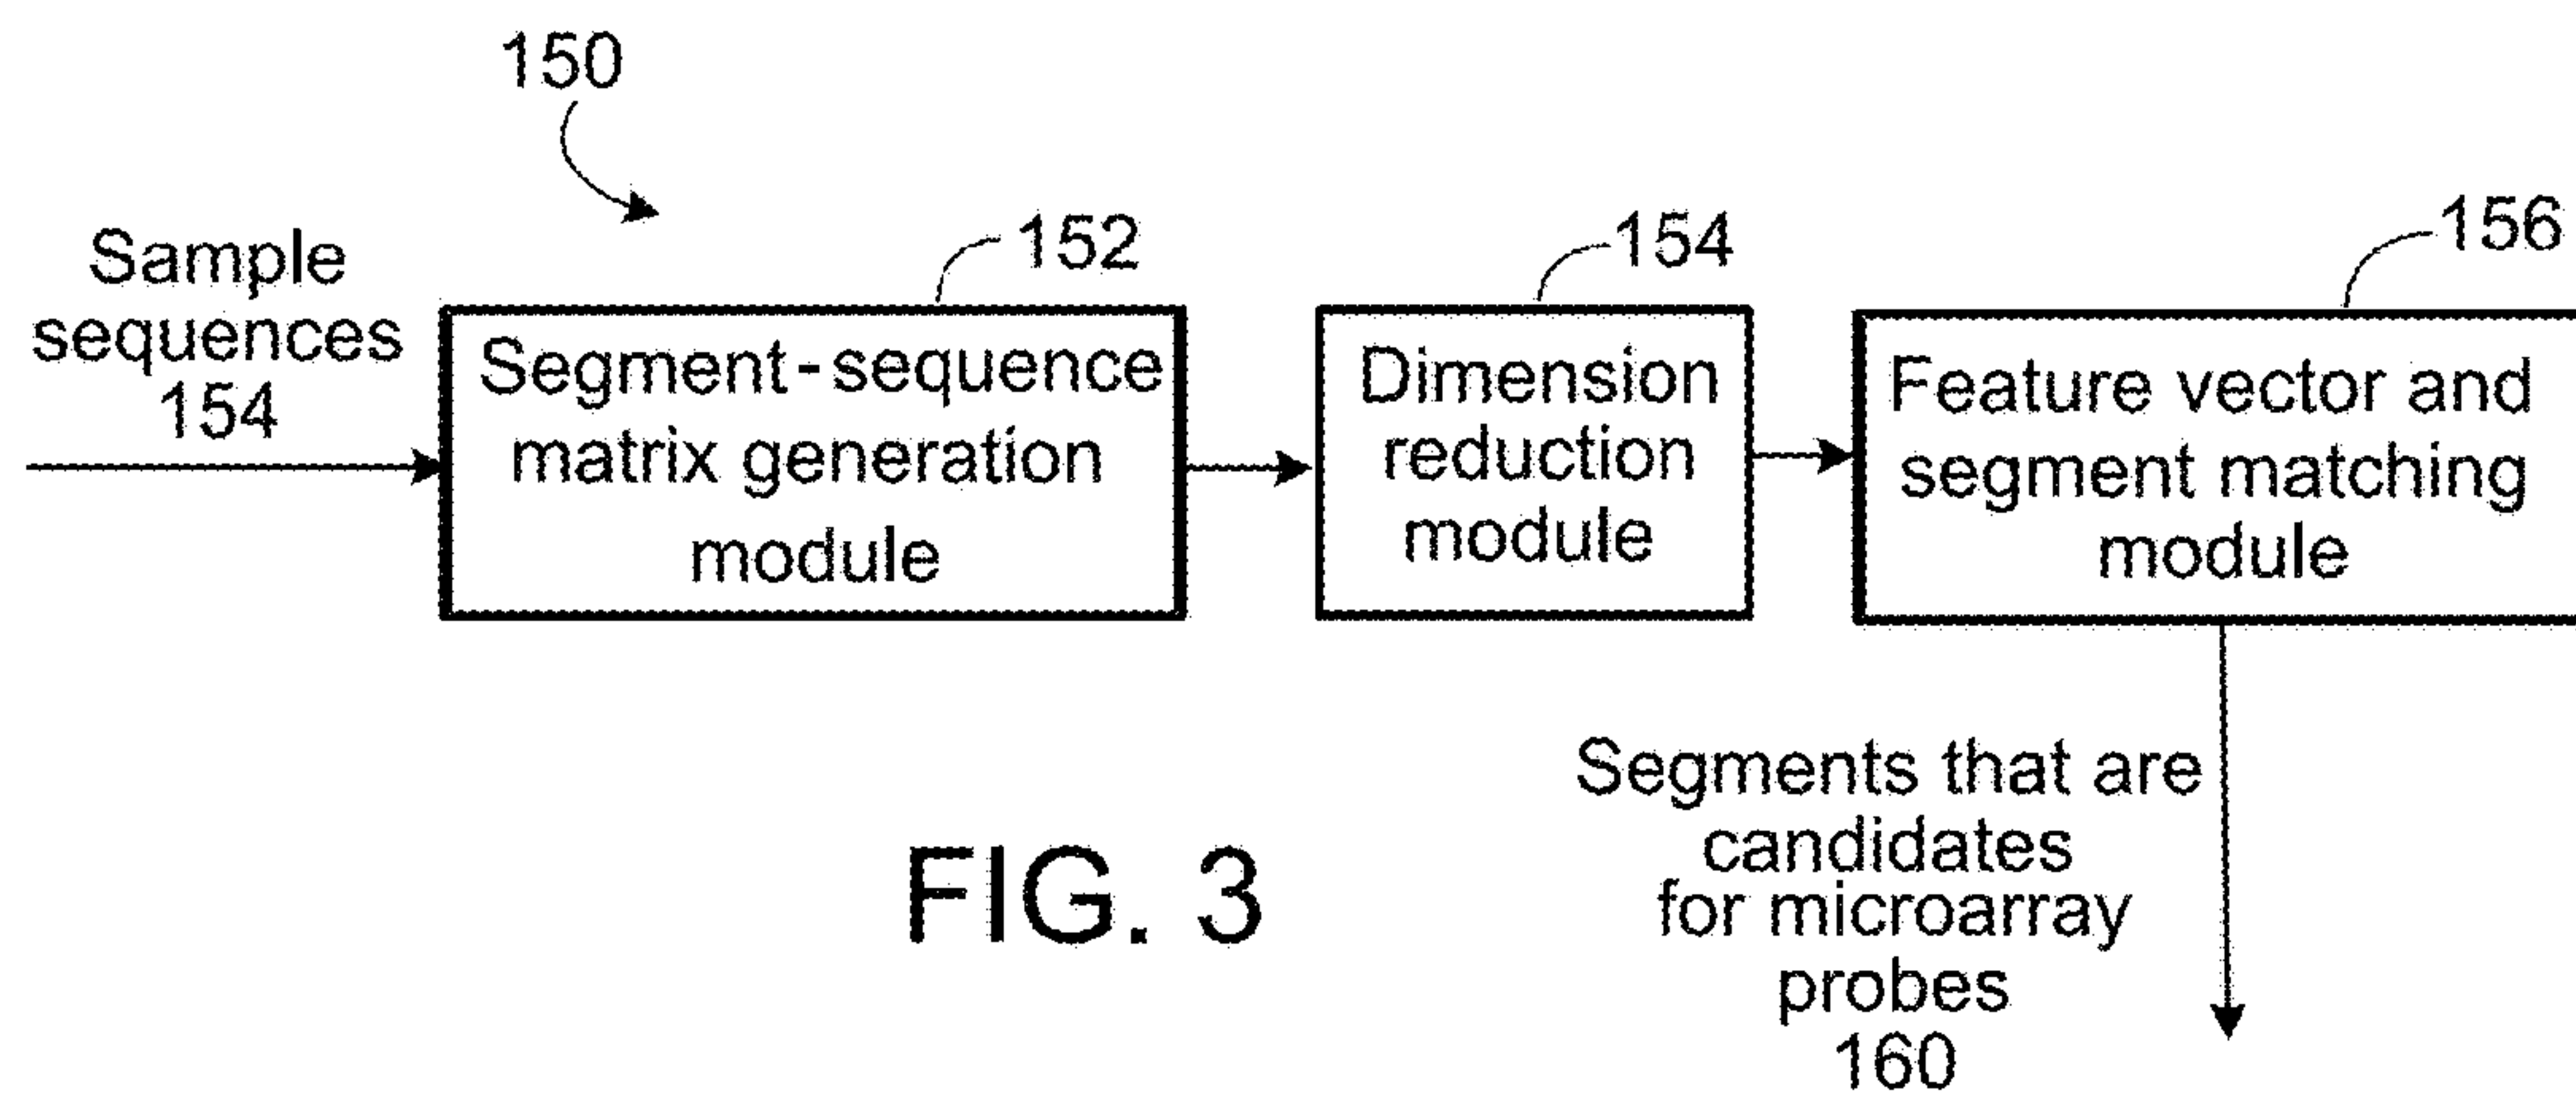 150
Sample
sequences
154
152
Segment-sequence
matrix generation
module
154
Dimension
reduction
module
156
Feature vector and
segment matching
module
Segments that are
candidates
for microarray
probes
160
FIG. 3